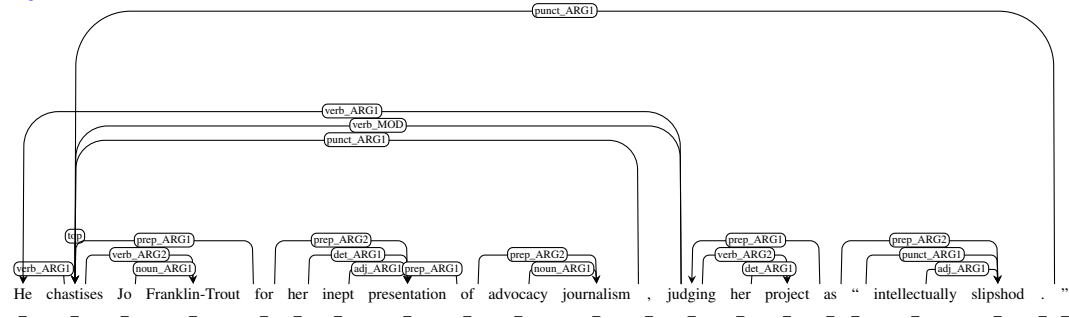 punct_ARG1
verb_ARG1
verb_MOD
punct_ARG1
top prep_ARG1 prep_ARG2 prep_ARG1 prep_ARG2
verb_ARG2 det_ARG1 prep_ARG2 verb_ARG2 punct_ARG1
verb_ARG1 noun_ARG1 adj_ARG1 prep_ARG1 noun_ARG1 det_ARG1 adj_ARG1
He chastises Jo Franklin-Trout for her inept presentation of advocacy journalism , judging her project as “ intellectually slipshod . ”